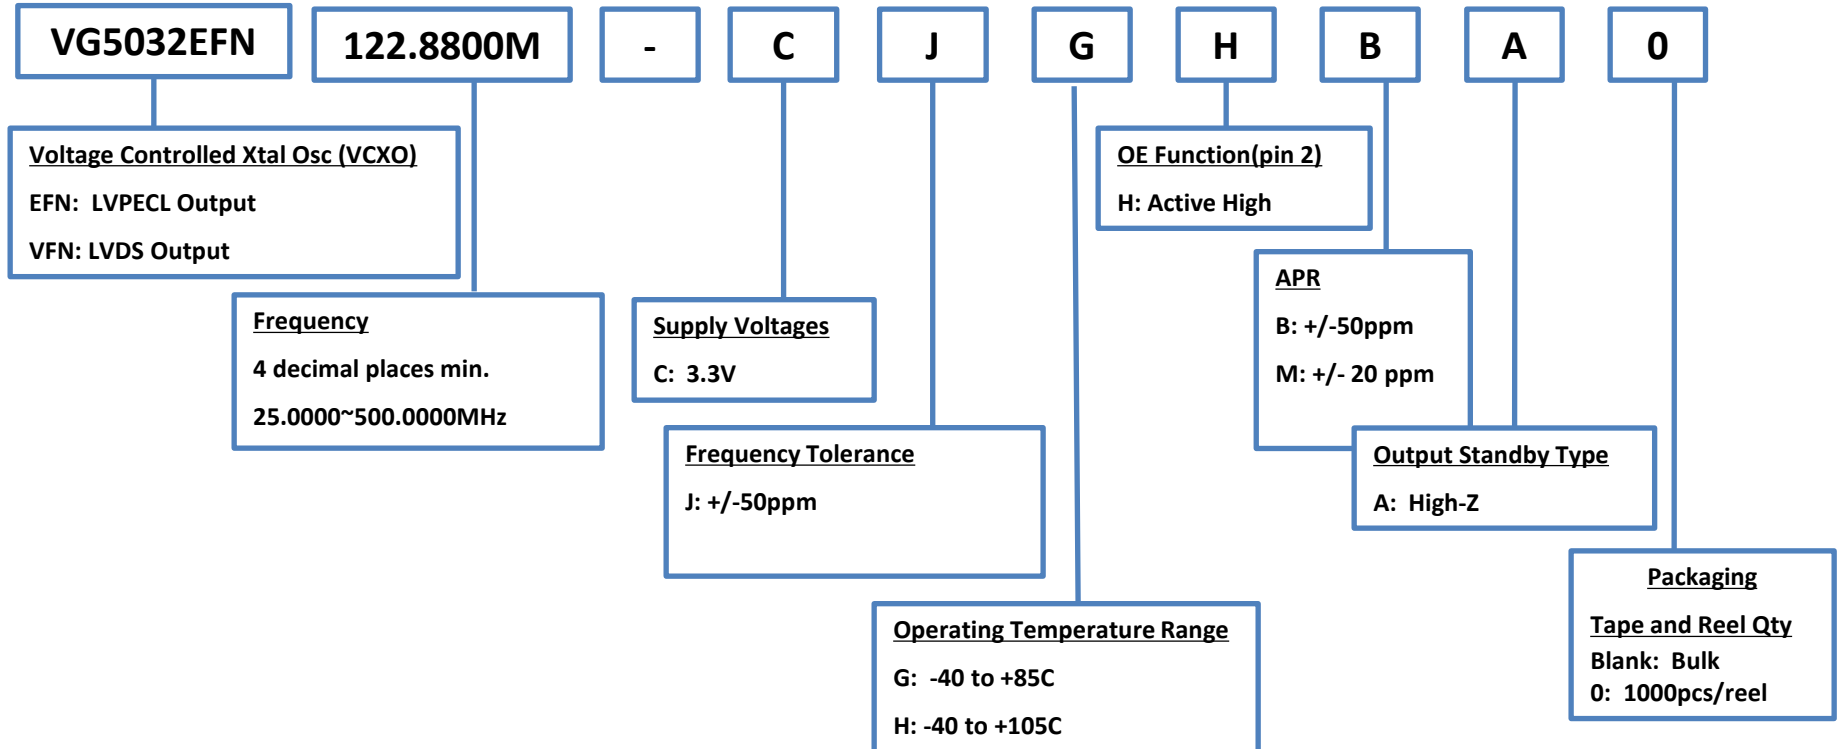 VG5032EFN 122.8800M - C J G H B A 0
Voltage Controlled Xtal Osc (VCXO)
EFN: LVPECL Output
VFN: LVDS Output
Frequency
4 decimal places min.
25.0000~500.0000MHz
Supply Voltages
C: 3.3V
Frequency Tolerance
J: +/-50ppm
Operating Temperature Range
G: -40 to +85C
H: -40 to +105C
OE Function(pin 2)
H: Active High
APR
B: +/-50ppm
M: +/- 20 ppm
Output Standby Type
A: High-Z
Packaging
Tape and Reel Qty
Blank: Bulk
0: 1000pcs/reel